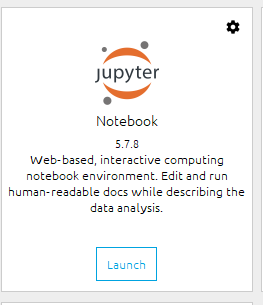 jupyter
Notebook
5.7.8
Web-based, interactive computing
notebook environment. Edit and run
human-readable docs while describing the
data analysis.
Launch